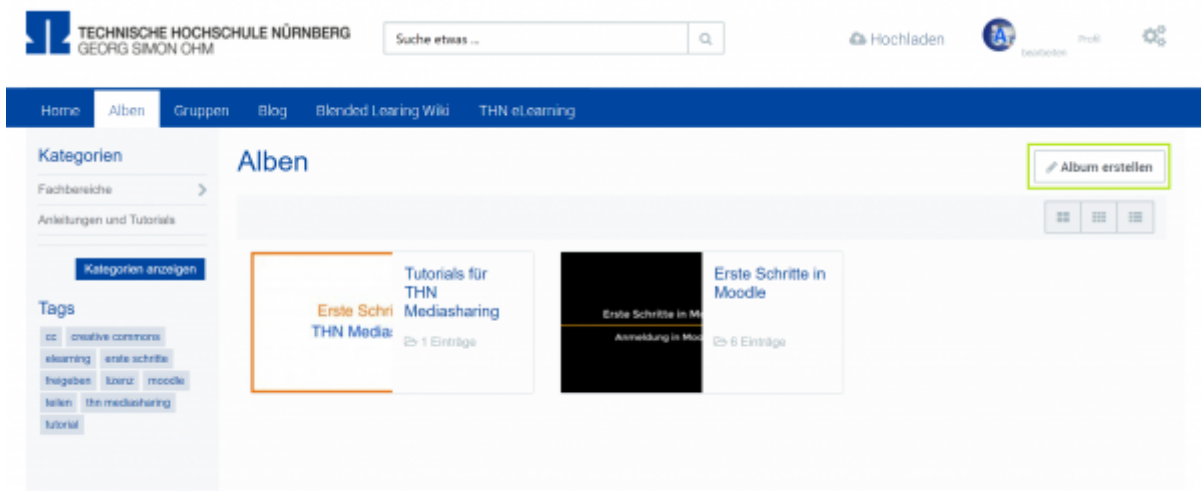 TECHNISCHE HOCHSCHULE NÜRNBERG
GEORG SIMON OHM
Suche etwas ...
Hochladen
Profil
bearbeiten
Home Alben Gruppen Blog Blended Learing Wiki THN eLearning
Kategorien
Fachbereiche
Anleitungen und Tutorials
Kategorien anzeigen
Tags
cc creative commons
elearning erste schritte
freigeben lizenz moodle
teilen thn mediasharing
tutorial
Alben
Album erstellen
Erste Schri
THN Media
Tutorials für
THN
Mediasharing
1 Einträge
Erste Schritte in M
Anmeldung in Moo
Erste Schritte in
Moodle
6 Einträge